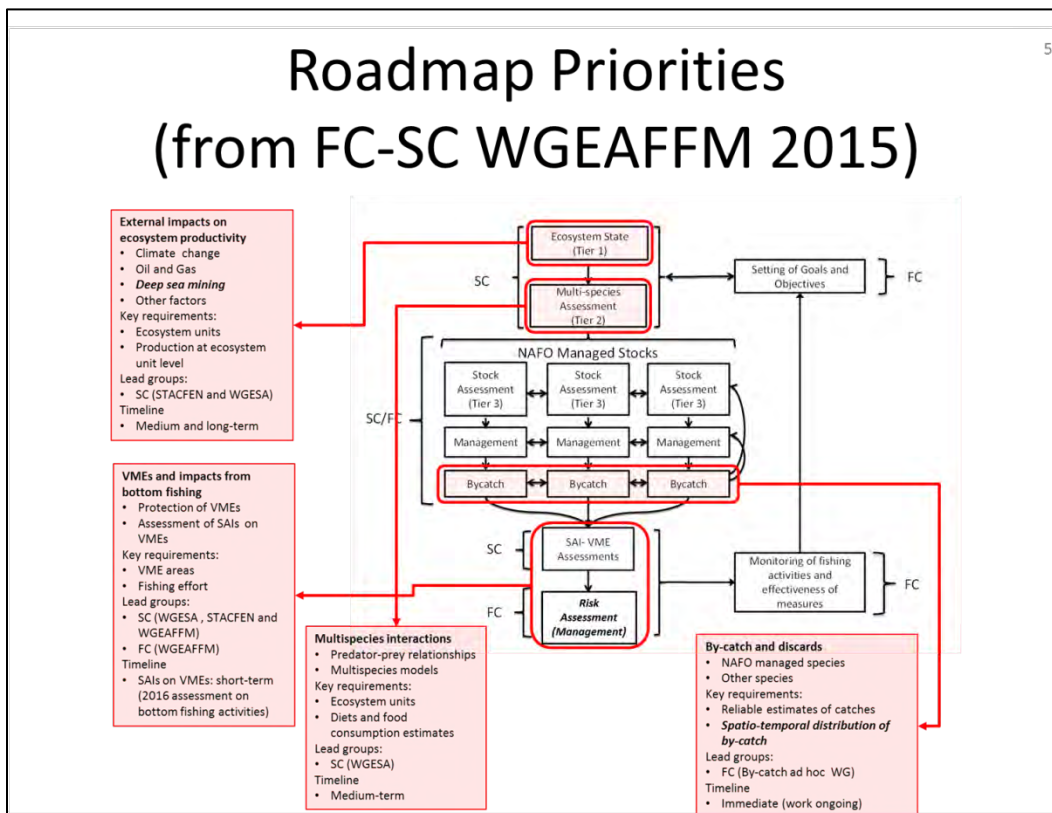 5
Roadmap Priorities
(from FC-SC WGEAFFM 2015)
External impacts on
ecosystem productivity
• Climate change
• Oil and Gas
• Deep sea mining
• Other factors
Key requirements:
• Ecosystem units
• Production at ecosystem
unit level
Lead groups:
• SC (STACFEN and WGESA)
Timeline
• Medium and long-term
VMEs and impacts from
bottom fishing
• Protection of VMEs
• Assessment of SAIs on
VMEs
Key requirements:
• VME areas
• Fishing effort
Lead groups:
• SC (WGESA , STACFEN and
WGEAFFM)
• FC (WGEAFFM)
Timeline
• SAIs on VMEs: short-term
(2016 assessment on
bottom fishing activities)
Multispecies interactions
• Predator-prey relationships
• Multispecies models
Key requirements:
• Ecosystem units
• Diets and food
consumption estimates
Lead groups:
• SC (WGESA)
Timeline
• Medium-term
SC
Ecosystem State
(Tier 1)
Multi-species
Assessment
(Tier 2)
Setting of Goals and
Objectives
FC
NAFO Managed Stocks
SC/FC
Stock
Assessment
(Tier 3)
Stock
Assessment
(Tier 3)
Stock
Assessment
(Tier 3)
Management
Management
Management
Bycatch
Bycatch
Bycatch
SC
SAI- VME
Assessments
FC
Risk
Assessment
(Management)
Monitoring of fishing
activities and
effectiveness of
measures
FC
By-catch and discards
• NAFO managed species
• Other species
Key requirements:
• Reliable estimates of catches
• Spatio-temporal distribution of
by-catch
Lead groups:
• FC (By-catch ad hoc WG)
Timeline
• Immediate (work ongoing)